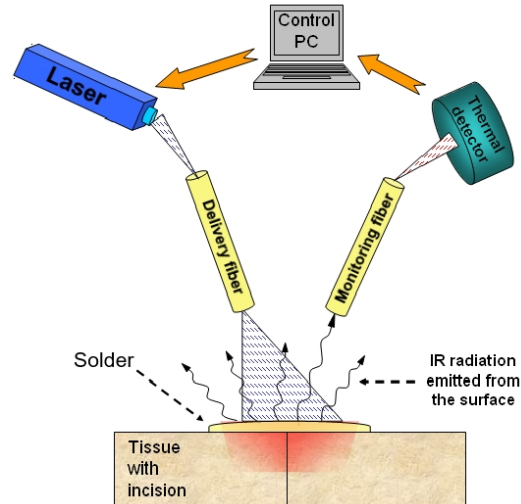 Control
PC
Laser
Thermal
detector
Delivery fiber
Monitoring fiber
Solder
IR radiation
emitted from
the surface
Tissue
with
incision